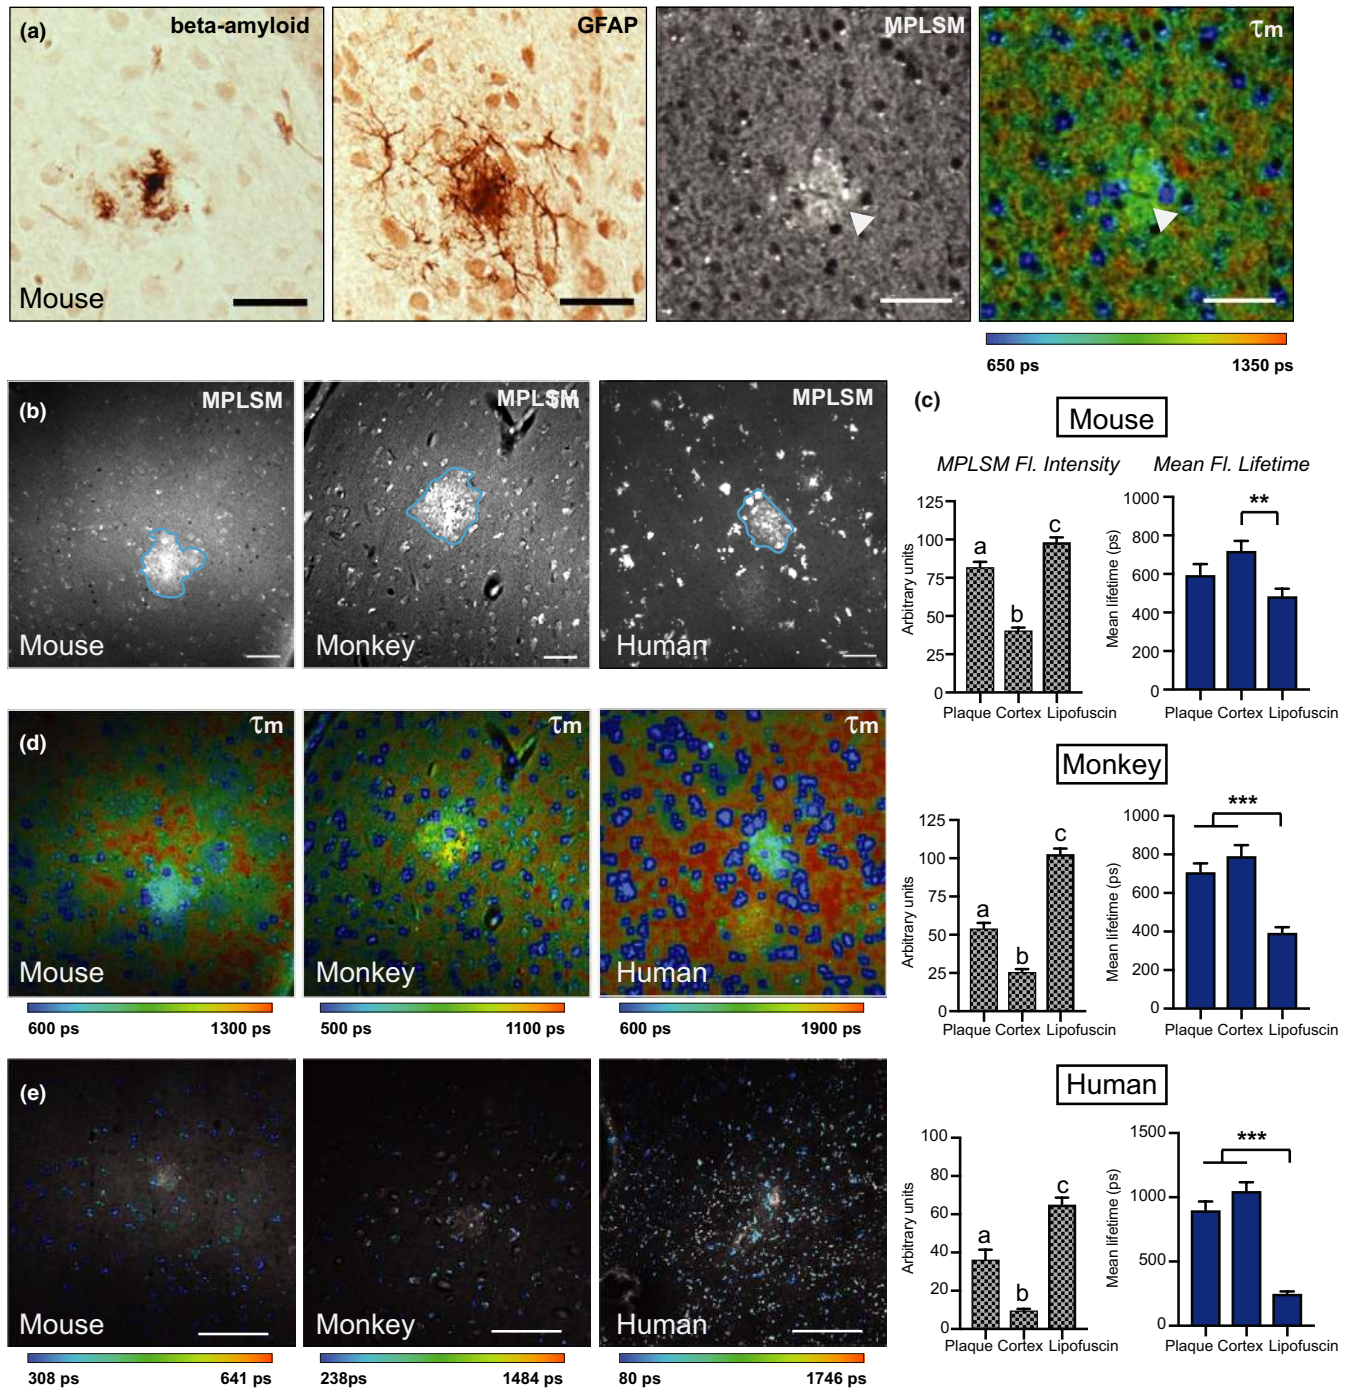 (a) beta-amyloid GFAP MPLSM τm
Mouse
650 ps 1350 ps
(b) MPLSM MPLSM MPLSM
Mouse Monkey Human
(c)
Mouse
MPLSM Fl. Intensity Mean Fl. Lifetime
Arbitrary units
125
100
75
50
25
0
a
b
c
Plaque Cortex Lipofuscin
Mean lifetime (ps)
1000
800
600
400
200
0
**
Plaque Cortex Lipofuscin
Monkey
Arbitrary units
125
100
75
50
25
0
a
b
c
Plaque Cortex Lipofuscin
Mean lifetime (ps)
1000
800
600
400
200
0
***
Plaque Cortex Lipofuscin
Human
Arbitrary units
100
80
60
40
20
0
a
b
c
Plaque Cortex Lipofuscin
Mean lifetime (ps)
1500
1000
500
0
***
Plaque Cortex Lipofuscin
(d) τm τm τm
Mouse Monkey Human
600 ps 1300 ps 500 ps 1100 ps 600 ps 1900 ps
(e)
Mouse Monkey Human
308 ps 641 ps 238ps 1484 ps 80 ps 1746 ps